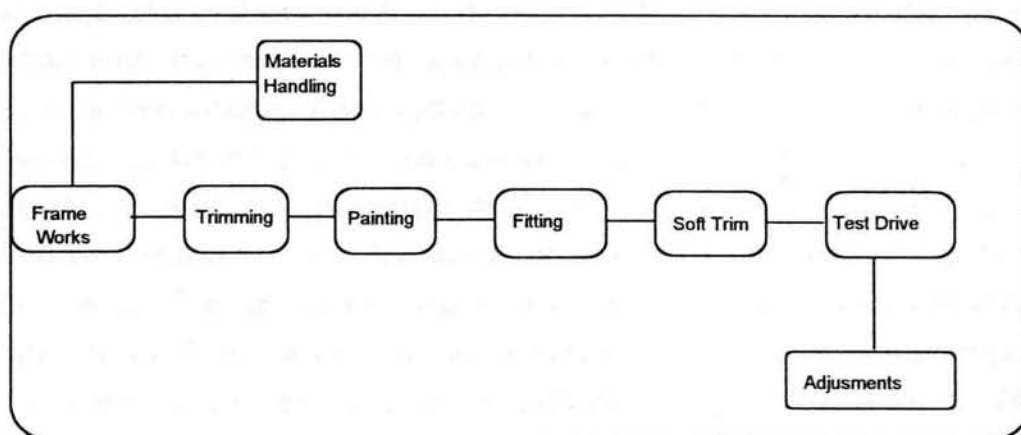 Materials
Handling
Frame
Works
Trimming
Painting
Fitting
Soft Trim
Test Drive
Adjusments